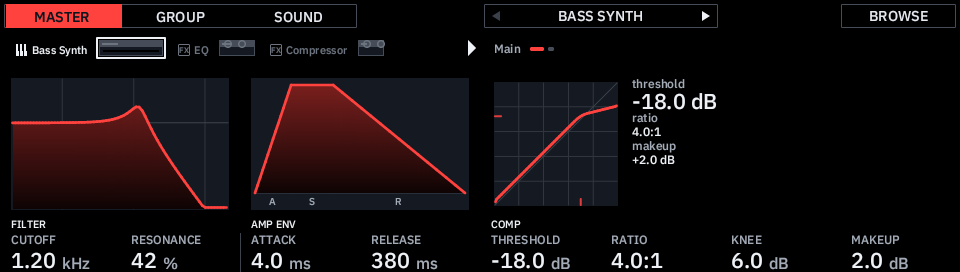 MASTER GROUP SOUND BASS SYNTH BROWSE
Bass Synth FX EQ FX Compressor Main
threshold
-18.0 dB
ratio
4.0:1
makeup
+2.0 dB
A S R
FILTER AMP ENV COMP
CUTOFF RESONANCE ATTACK RELEASE THRESHOLD RATIO KNEE MAKEUP
1.20 kHz 42 % 4.0 ms 380 ms -18.0 dB 4.0:1 6.0 dB 2.0 dB